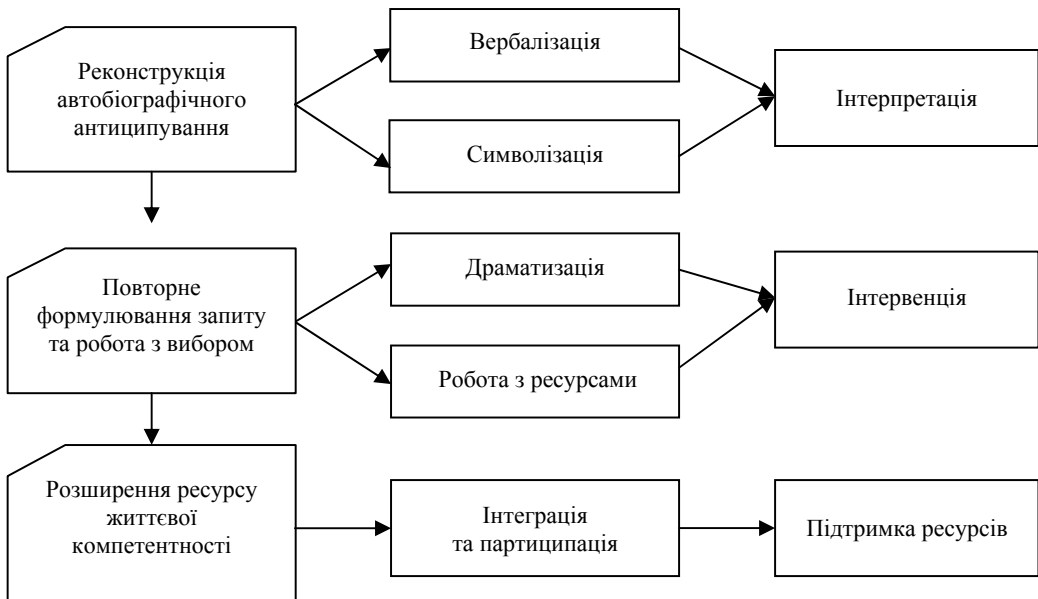 Реконструкція
автобіографічного
антиципування
Вербалізація
Символізація
Інтерпретація
Повторне
формулювання запиту
та робота з вибором
Драматизація
Робота з ресурсами
Інтервенція
Розширення ресурсу
життєвої
компетентності
Інтеграція
та партиципація
Підтримка ресурсів